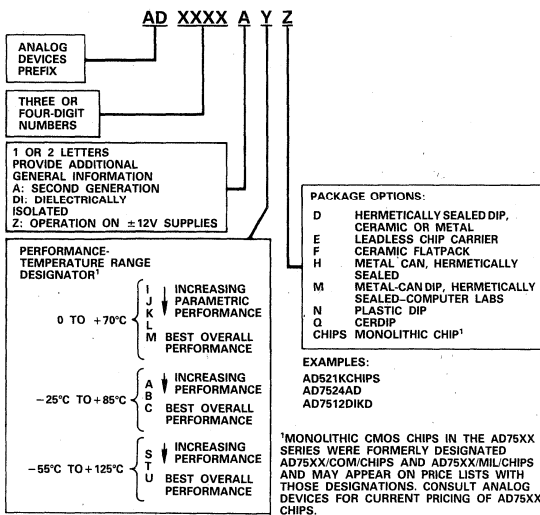 AD XXXX A Y Z
ANALOG
DEVICES
PREFIX
THREE OR
FOUR-DIGIT
NUMBERS
1 OR 2 LETTERS
PROVIDE ADDITIONAL
GENERAL INFORMATION
A: SECOND GENERATION
DI: DIELECTRICALLY
ISOLATED
Z: OPERATION ON ±12V SUPPLIES
PERFORMANCE-
TEMPERATURE RANGE
DESIGNATOR¹
0 TO +70°C
I
J
K
L
M
INCREASING
PARAMETRIC
PERFORMANCE
BEST OVERALL
PERFORMANCE
−25°C TO +85°C
A
B
C
INCREASING
PERFORMANCE
BEST OVERALL
PERFORMANCE
−55°C TO +125°C
S
T
U
INCREASING
PERFORMANCE
BEST OVERALL
PERFORMANCE
PACKAGE OPTIONS:
D HERMETICALLY SEALED DIP,
CERAMIC OR METAL
E LEADLESS CHIP CARRIER
F CERAMIC FLATPACK
H METAL CAN, HERMETICALLY
SEALED
M METAL-CAN DIP, HERMETICALLY
SEALED–COMPUTER LABS
N PLASTIC DIP
Q CERDIP
CHIPS MONOLITHIC CHIP¹
EXAMPLES:
AD521KCHIPS
AD7524AD
AD7512DIKD
¹MONOLITHIC CMOS CHIPS IN THE AD75XX
SERIES WERE FORMERLY DESIGNATED
AD75XX/COM/CHIPS AND AD75XX/MIL/CHIPS
AND MAY APPEAR ON PRICE LISTS WITH
THOSE DESIGNATIONS. CONSULT ANALOG
DEVICES FOR CURRENT PRICING OF AD75XX
CHIPS.